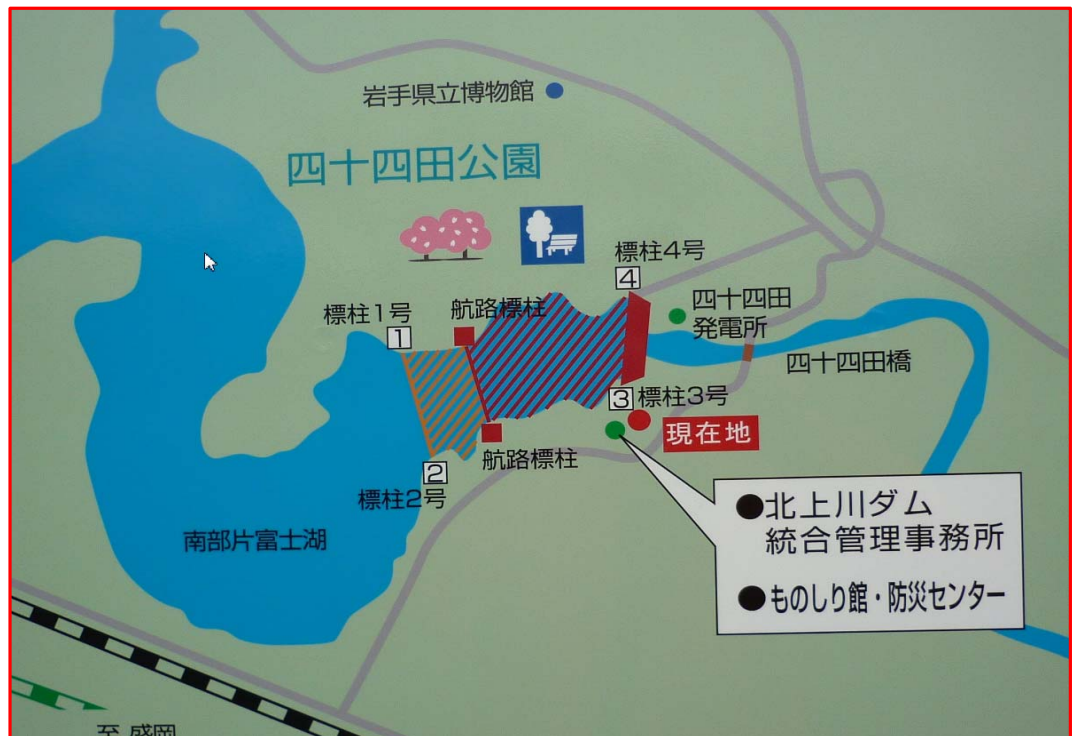 岩手県立博物館
四十四田公園
標柱4号
4
四十四田
発電所
標柱1号
航路標柱
1
四十四田橋
3
標柱3号
現在地
2
航路標柱
標柱2号
南部片富士湖
●北上川ダム
統合管理事務所
●ものしり館・防災センター
至 盛岡